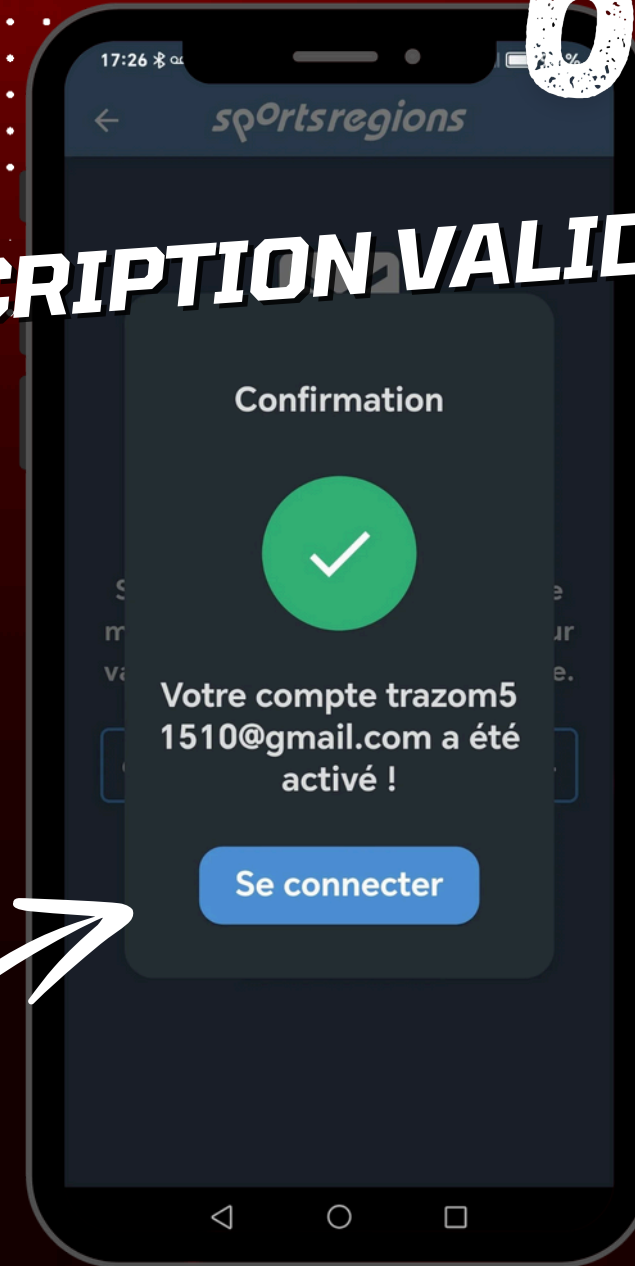 17:26
sportsregions
CRIPTION VALID
Confirmation
Votre compte trazom5
1510@gmail.com a été
activé !
Se connecter